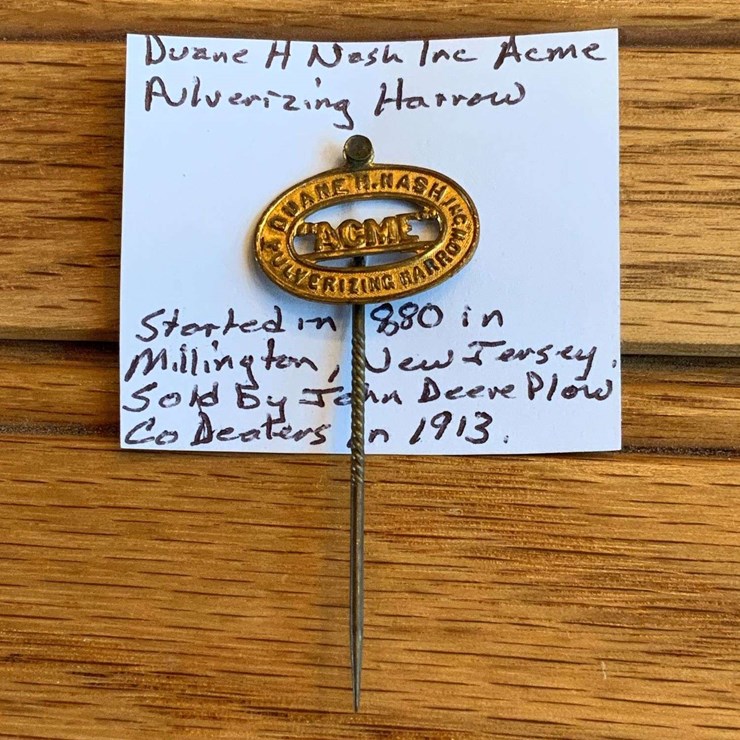 Duane H Nash Inc Acme
Pulverizing Harrow
DUANE H. NASH INC.
"ACME"
PULVERIZING HARROW
Started in 1880 in
Millington, New Jersey.
Sold By John Deere Plow
Co Dealers in 1913.